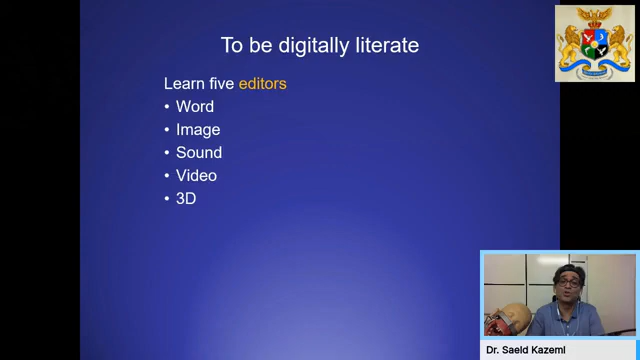 To be digitally literate
Learn five editors
• Word
• Image
• Sound
• Video
• 3D
Dr. Saeid Kazemi